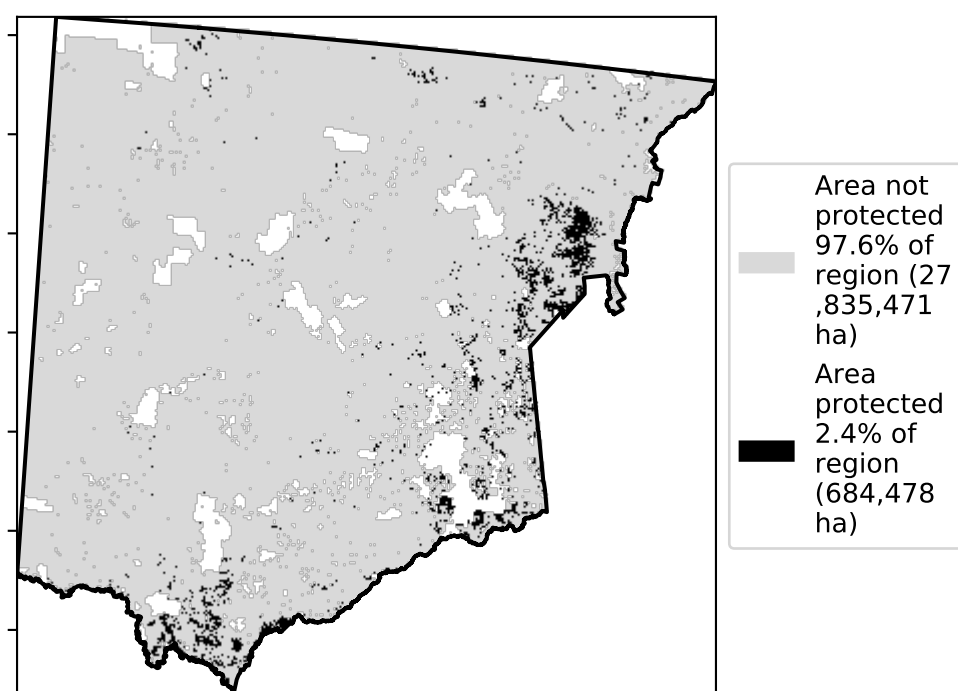 Area not
protected
97.6% of
region (27
,835,471
ha)
Area
protected
2.4% of
region
(684,478
ha)